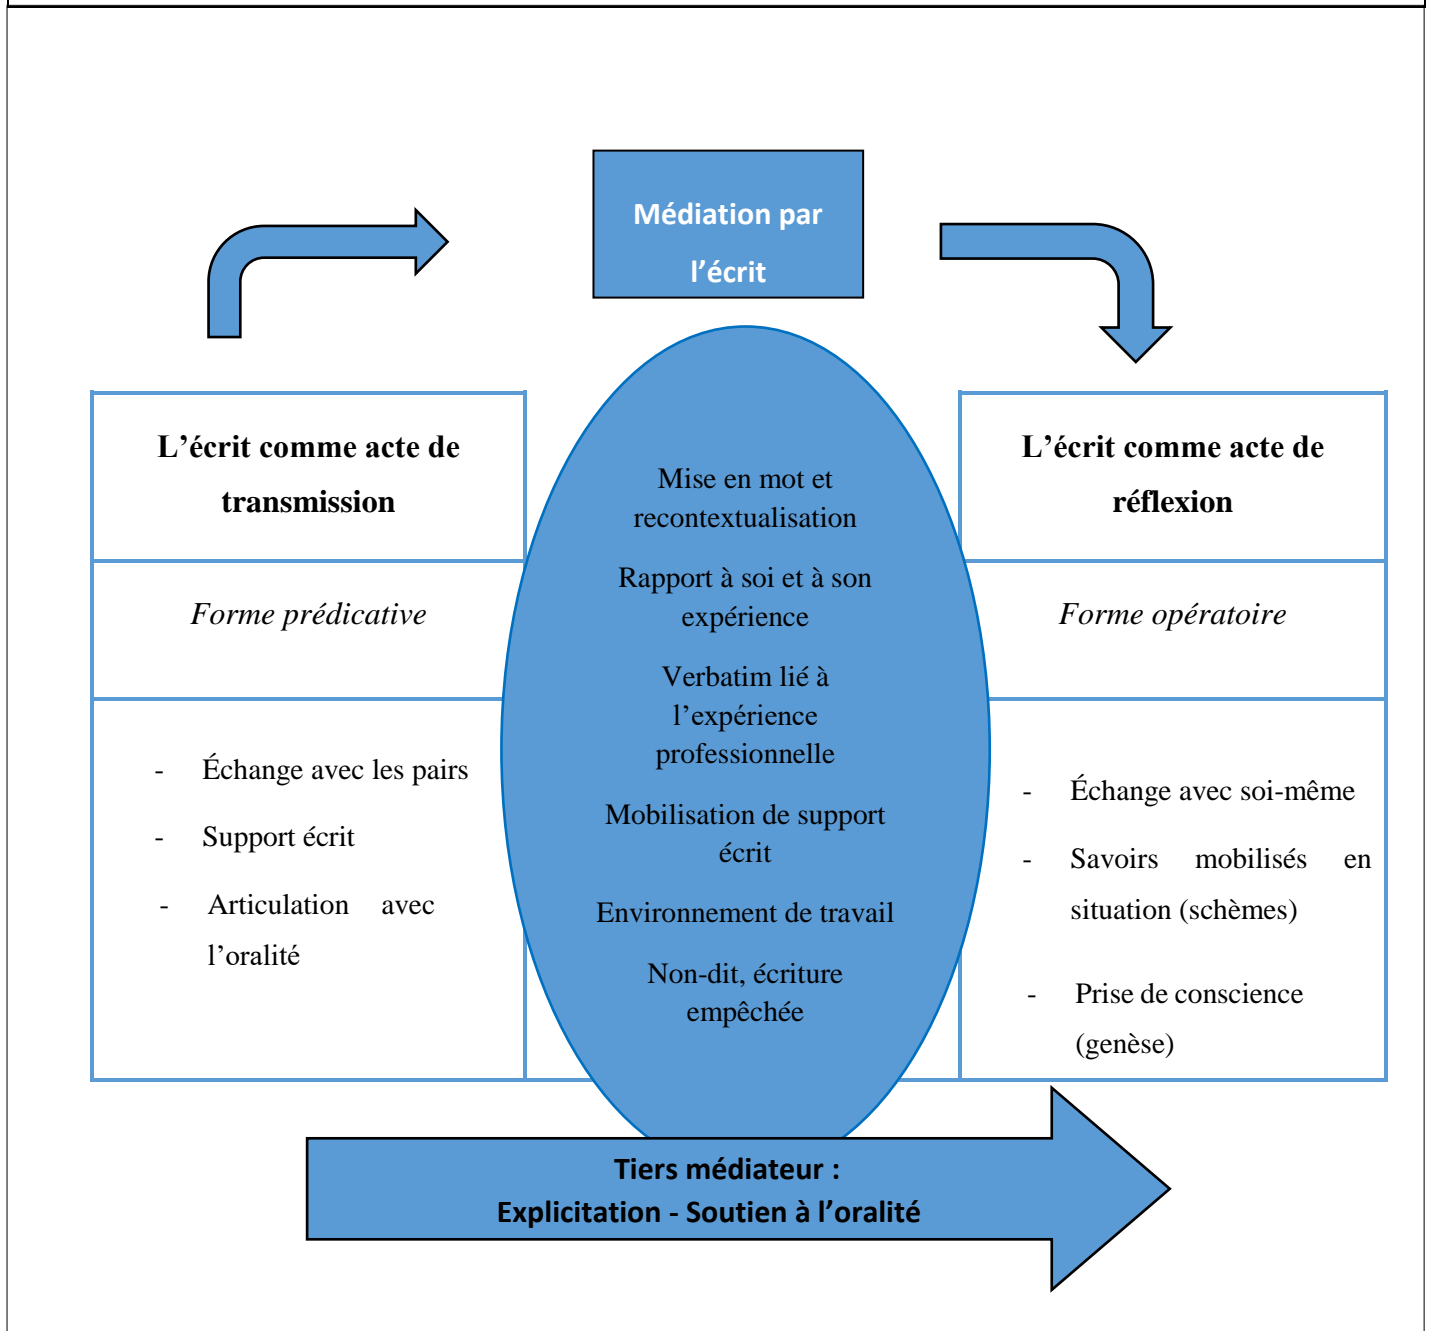 Médiation par
l’écrit
L’écrit comme acte de
transmission
Forme prédicative
- Échange avec les pairs
- Support écrit
- Articulation avec
l’oralité
Mise en mot et
recontextualisation
Rapport à soi et à son
expérience
Verbatim lié à
l’expérience
professionnelle
Mobilisation de support
écrit
Environnement de travail
Non-dit, écriture
empêchée
L’écrit comme acte de
réflexion
Forme opératoire
- Échange avec soi-même
- Savoirs mobilisés en
situation (schèmes)
- Prise de conscience
(genèse)
Tiers médiateur :
Explicitation - Soutien à l’oralité